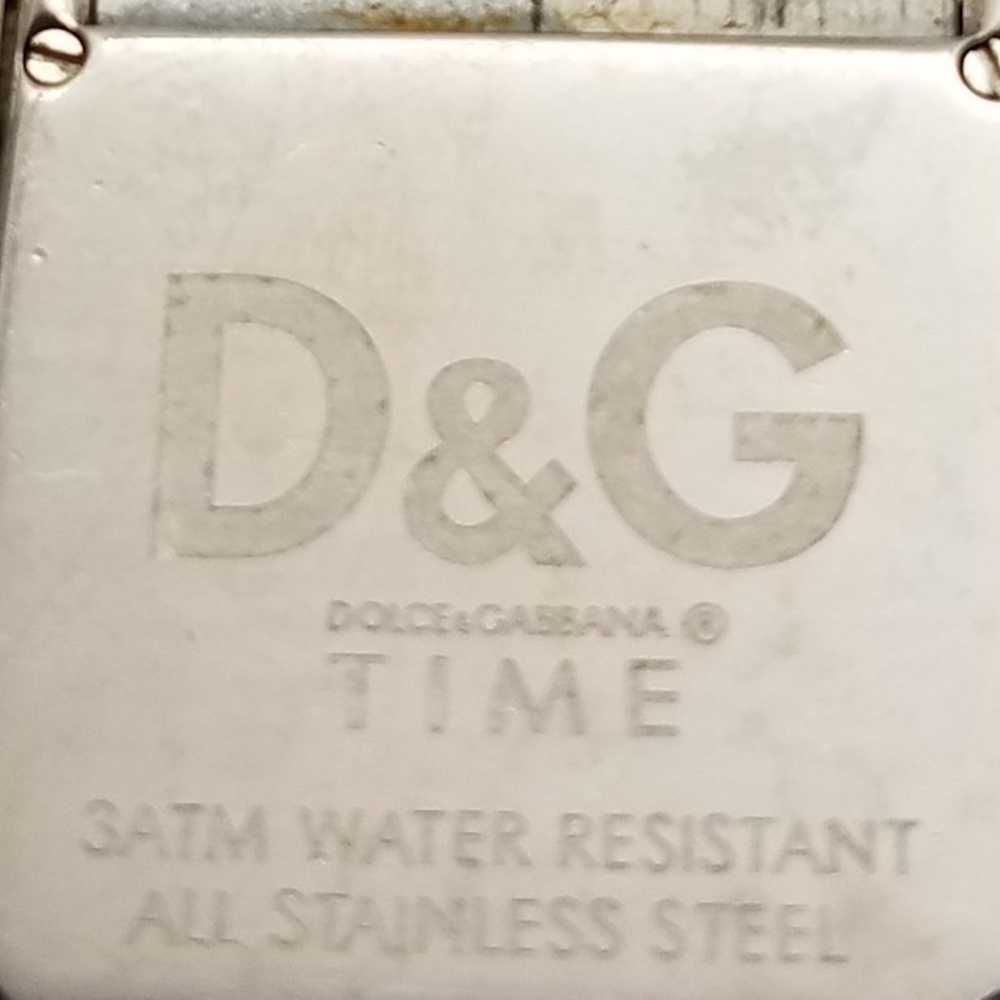 D&G
DOLCE&GABBANA ®
TIME
3ATM WATER RESISTANT
ALL STAINLESS STEEL